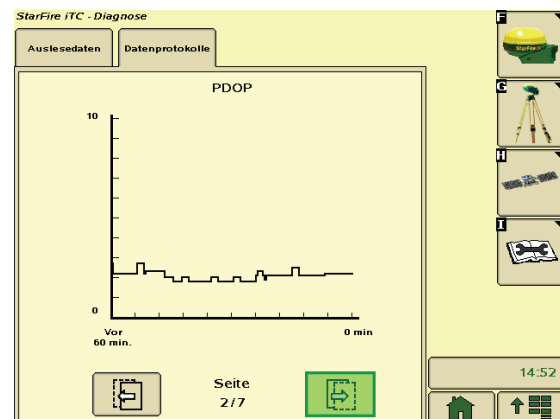 StarFire iTC - Diagnose
Auslesedaten
Datenprotokolle
PDOP
10
0
Vor
60 min.
0 min
Seite
2/7
F
StarFire
G
H
I
14:52